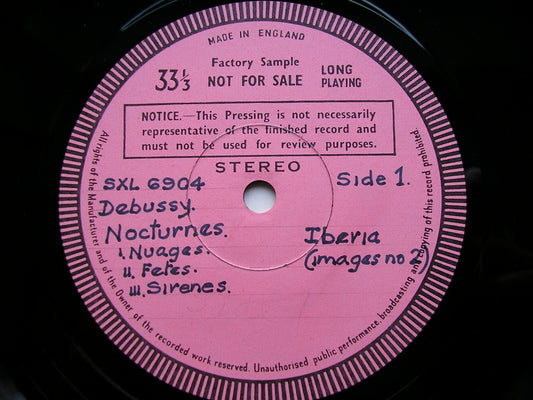 MADE IN ENGLAND
Factory Sample
33⅓ NOT FOR SALE LONG PLAYING
NOTICE.—This Pressing is not necessarily
representative of the finished record and
must not be used for review purposes.
STEREO
SXL 6904 Side 1.
Debussy.
Nocturnes. Iberia
i. Nuages. (images no 2)
ii. Fetes.
iii. Sirenes.
All rights of the Manufacturer and of the Owner of the recorded work reserved. Unauthorised public performance, broadcasting and copying of this record prohibited.